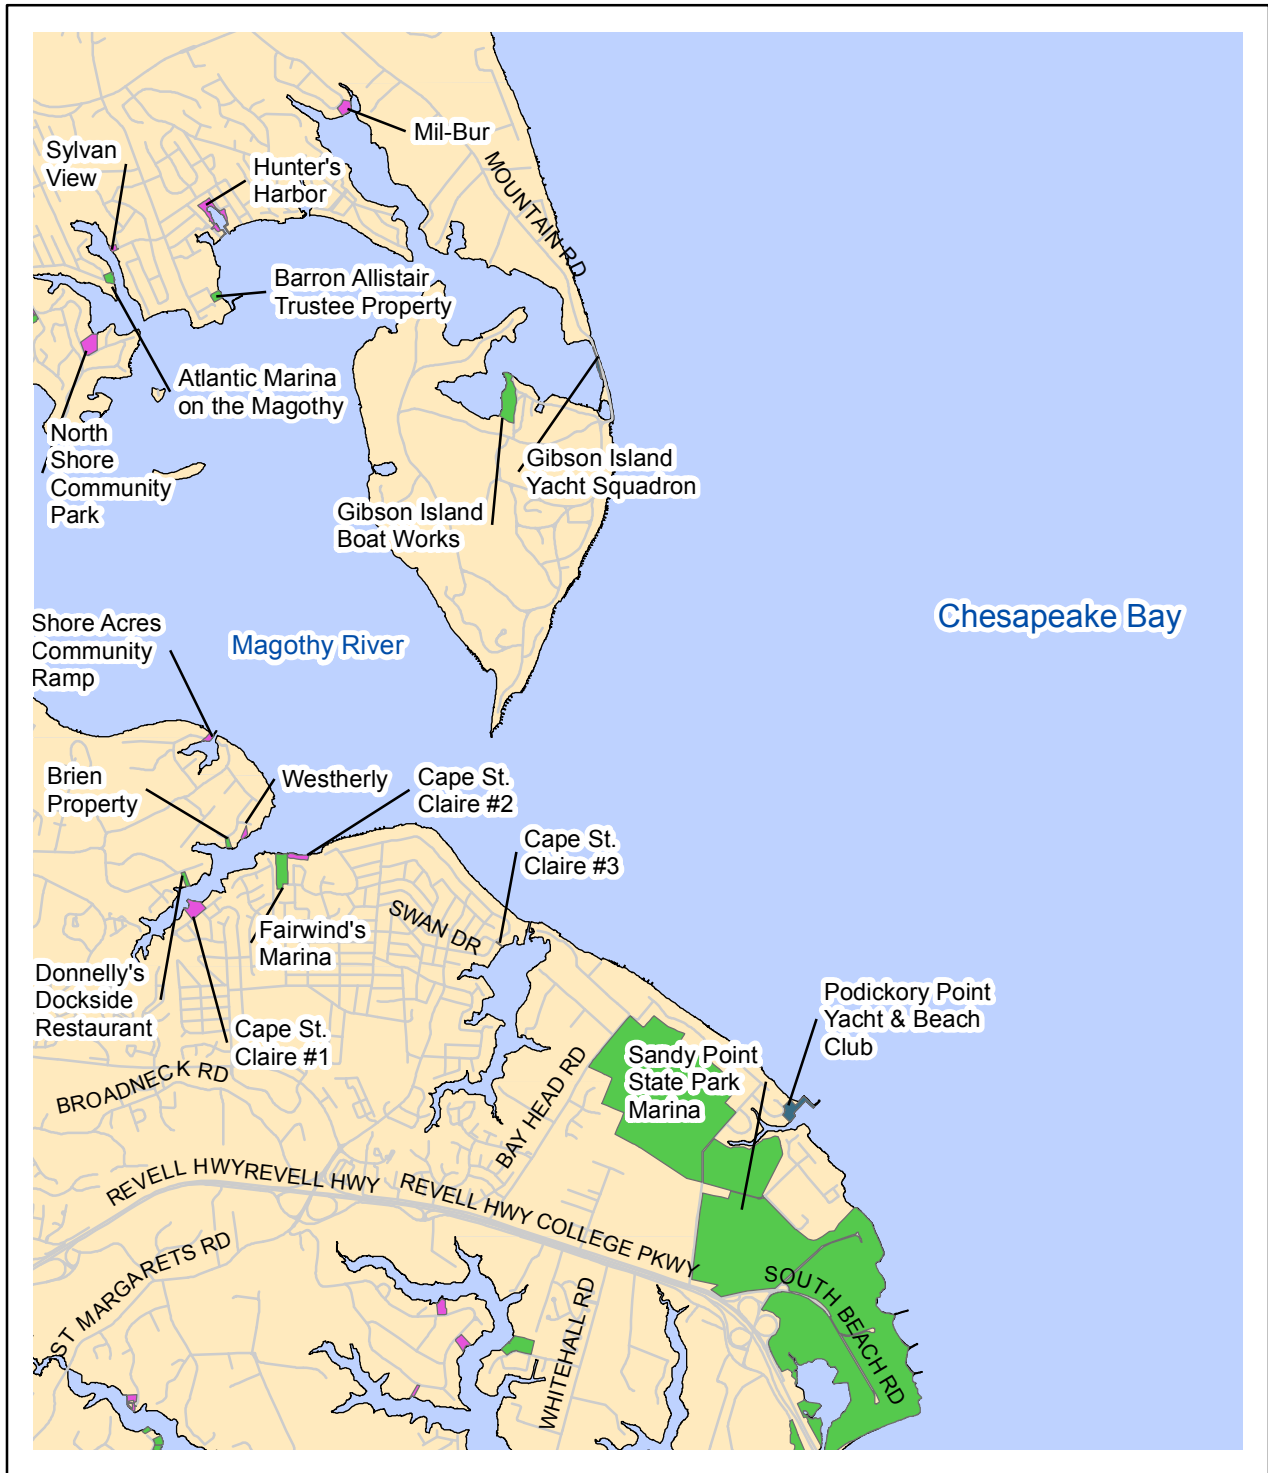 Mil-Bur
Sylvan
View
Hunter's
Harbor
MOUNTAIN RD
Barron Allistair
Trustee Property
Atlantic Marina
on the Magothy
North
Shore
Community
Park
Gibson Island
Yacht Squadron
Gibson Island
Boat Works
Chesapeake Bay
Magothy River
Shore Acres
Community
Ramp
Brien
Property
Westherly
Cape St.
Claire #2
Cape St.
Claire #3
SWAN DR
Fairwind's
Marina
Donnelly's
Dockside
Restaurant
Cape St.
Claire #1
Podickory Point
Yacht & Beach
Club
Sandy Point
State Park
Marina
BROADNECK RD
BAY HEAD RD
REVELL HWY
REVELL HWY
REVELL HWY
COLLEGE PKWY
ST MARGARETS RD
WHITEHALL RD
SOUTH BEACH RD